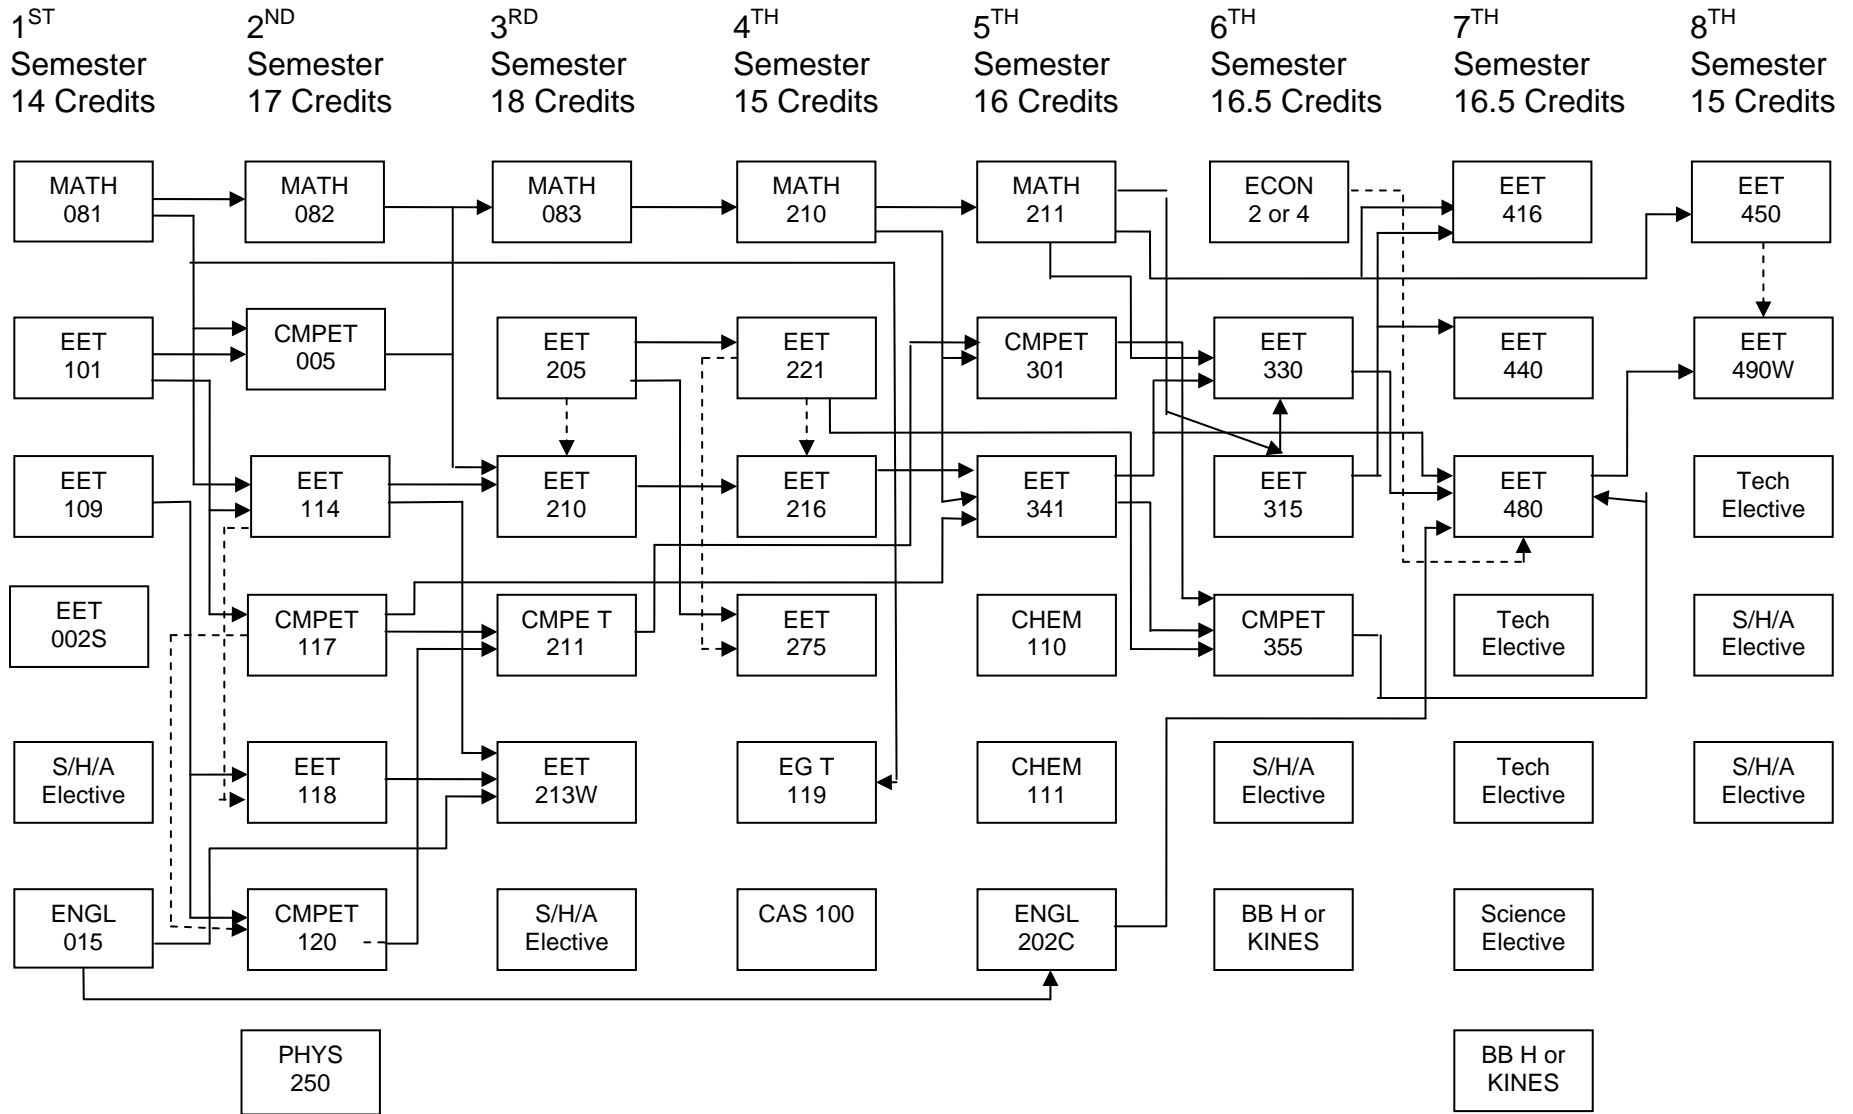 1ST
Semester
14 Credits
2ND
Semester
17 Credits
3RD
Semester
18 Credits
4TH
Semester
15 Credits
5TH
Semester
16 Credits
6TH
Semester
16.5 Credits
7TH
Semester
16.5 Credits
8TH
Semester
15 Credits
MATH
081
MATH
082
MATH
083
MATH
210
MATH
211
ECON
2 or 4
EET
416
EET
450
EET
101
CMPET
005
EET
205
EET
221
CMPET
301
EET
330
EET
440
EET
490W
EET
109
EET
114
EET
210
EET
216
EET
341
EET
315
EET
480
Tech
Elective
EET
002S
CMPET
117
CMPE T
211
EET
275
CHEM
110
CMPET
355
Tech
Elective
S/H/A
Elective
S/H/A
Elective
EET
118
EET
213W
EG T
119
CHEM
111
S/H/A
Elective
Tech
Elective
S/H/A
Elective
ENGL
015
CMPET
120
S/H/A
Elective
CAS 100
ENGL
202C
BB H or
KINES
Science
Elective
PHYS
250
BB H or
KINES